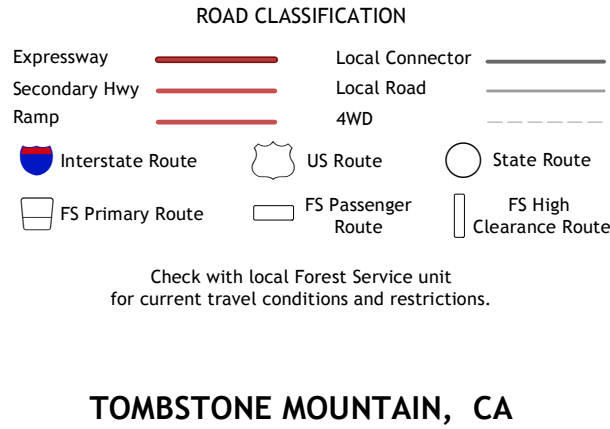 ROAD CLASSIFICATION
Expressway
Local Connector
Secondary Hwy
Local Road
Ramp
4WD
Interstate Route
US Route
State Route
FS Primary Route
FS Passenger
Route
FS High
Clearance Route
Check with local Forest Service unit
for current travel conditions and restrictions.
TOMBSTONE MOUNTAIN, CA